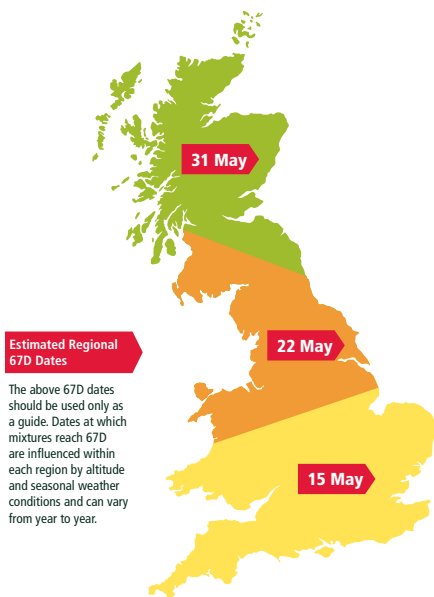 31 May
22 May
Estimated Regional
67D Dates
The above 67D dates
should be used only as
a guide. Dates at which
mixtures reach 67D
are influenced within
each region by altitude
and seasonal weather
conditions and can vary
from year to year.
15 May